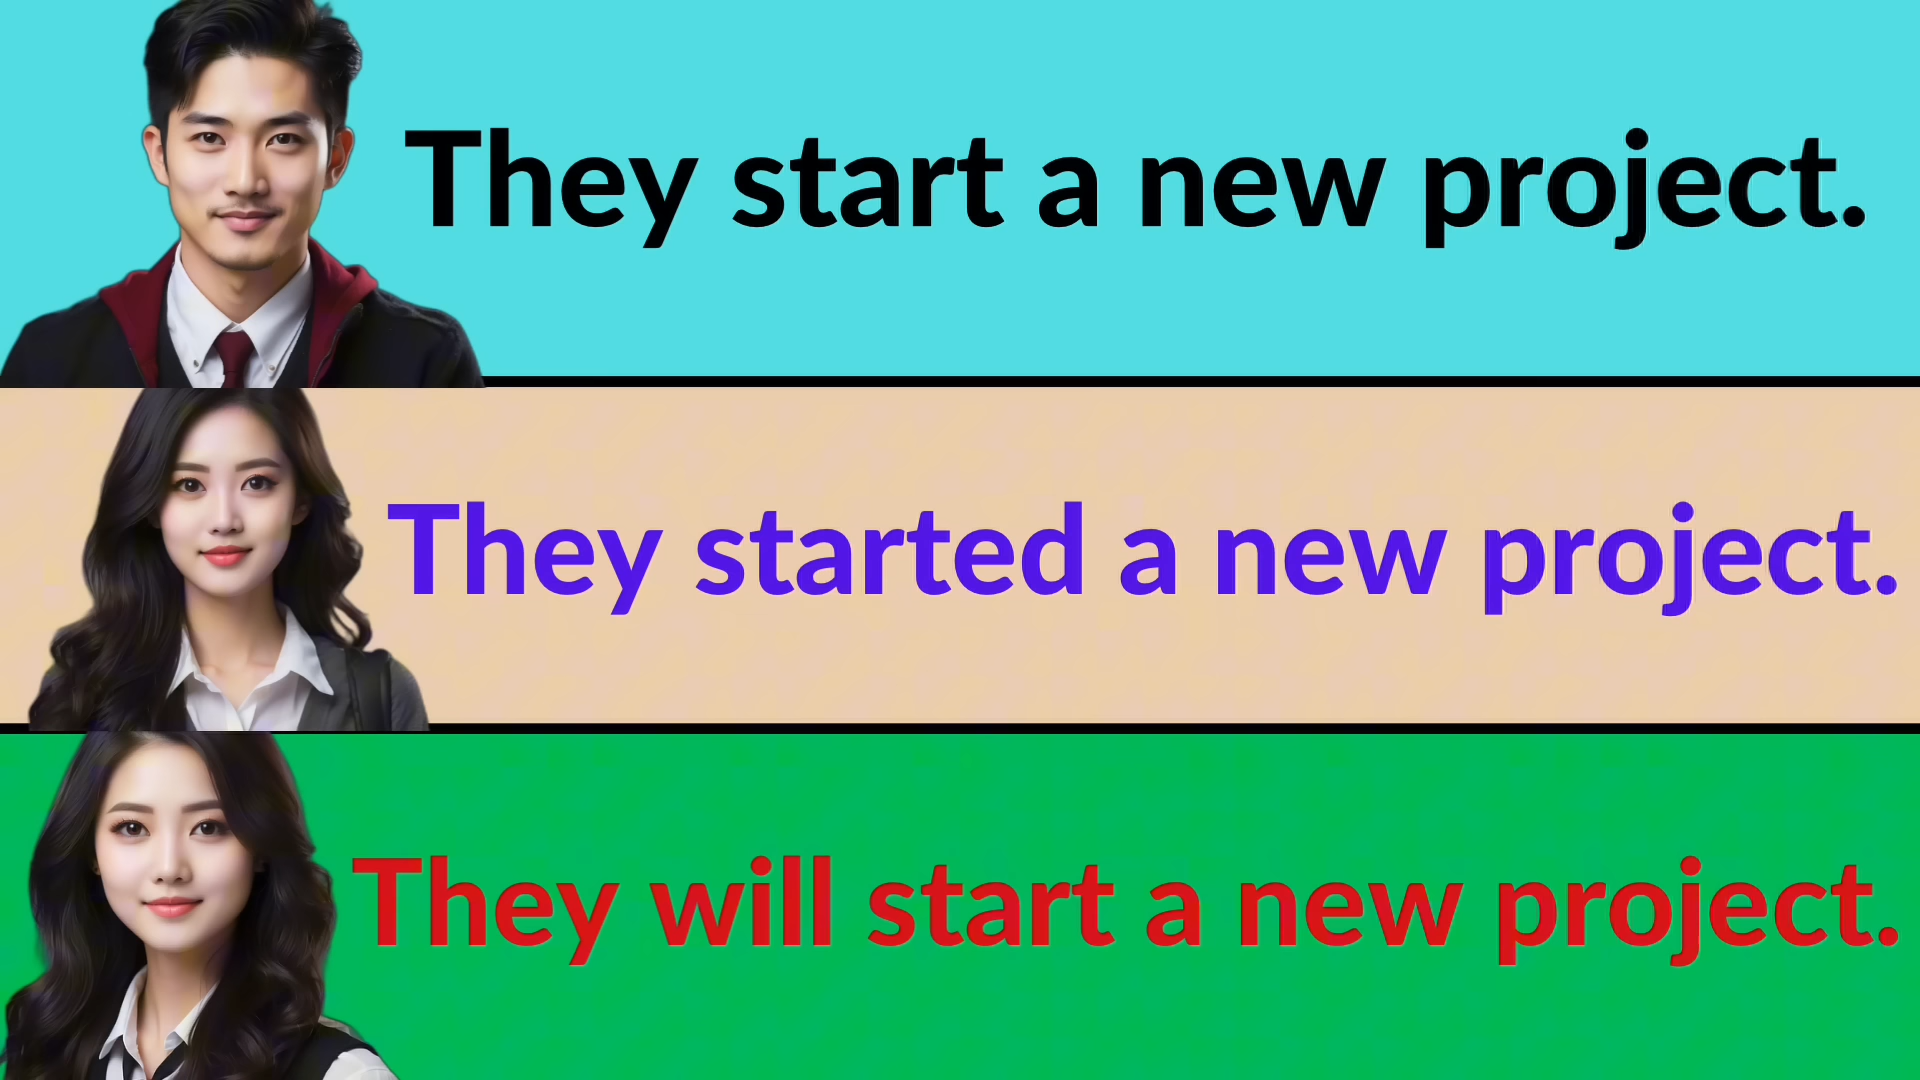 They start a new project.
They started a new project.
They will start a new project.